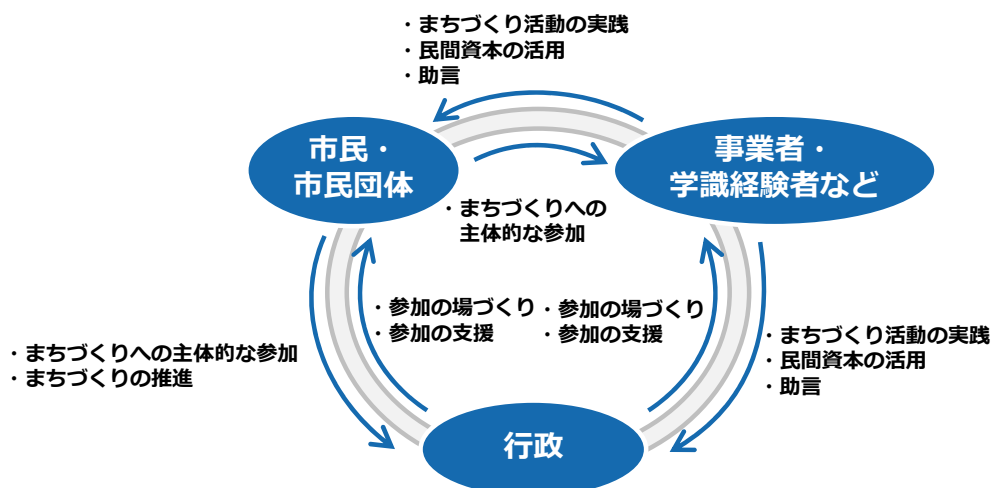 ・まちづくり活動の実践
・民間資本の活用
・助言
市民・
市民団体
事業者・
学識経験者など
・まちづくりへの
主体的な参加
・参加の場づくり
・参加の支援
・参加の場づくり
・参加の支援
・まちづくりへの主体的な参加
・まちづくりの推進
・まちづくり活動の実践
・民間資本の活用
・助言
行政